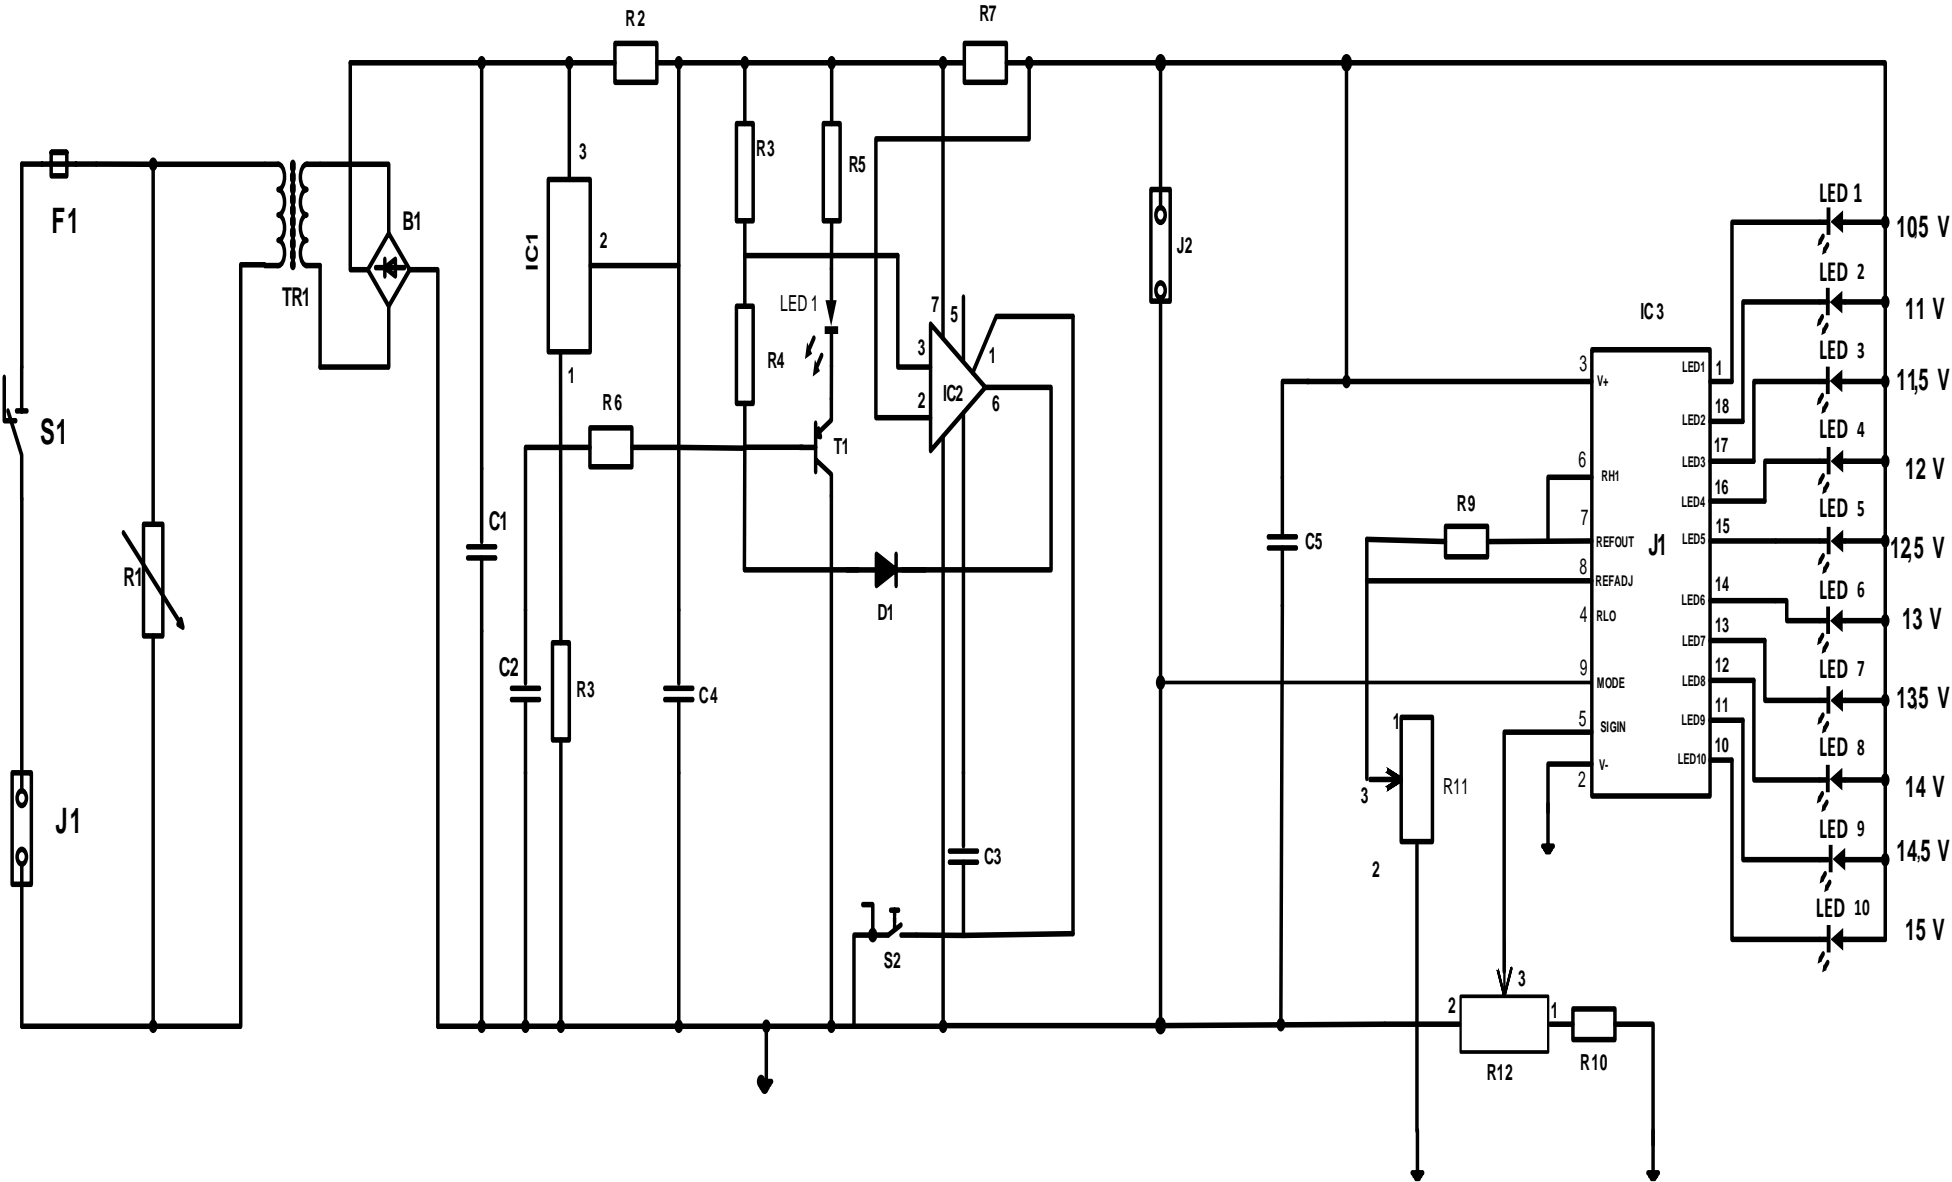 R2
R7
3
R3
R5
F1
B1
LED 1
10,5 V
IC1
2
J2
LED 2
TR1
LED 1
7
5
IC 3
11 V
3
R4
3
1
3
V+
LED1
1
LED 3
11,5 V
1
R6
2
IC2
6
18
LED2
LED 4
S1
T1
17
LED3
12 V
6
RH1
16
LED4
R9
7
15
LED 5
C1
C5
REFOUT
J1
LED5
12,5 V
R1
8
REFADJ
14
LED6
LED 6
D1
4
RLO
13
LED7
13 V
C2
R3
C4
9
MODE
12
LED8
LED 7
13,5 V
1
5
SIGIN
11
LED9
J1
3
R11
V-
2
LED10
10
LED 8
14 V
2
C3
LED 9
14,5 V
S2
LED 10
15 V
3
2
1
R12
R10